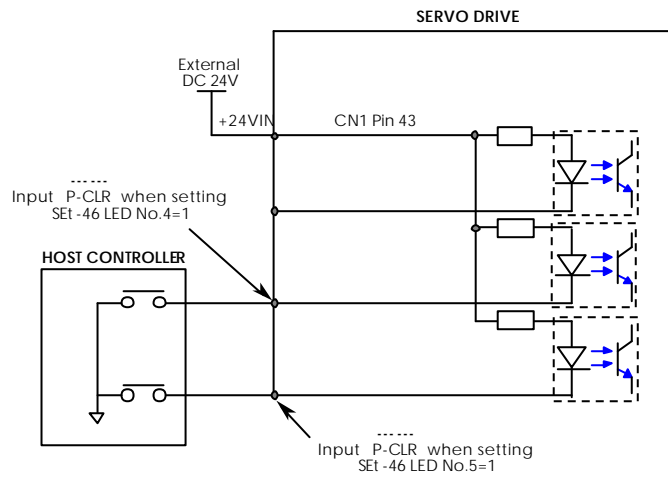 SERVO DRIVE
External
DC 24V
+24VIN
CN1 Pin 43
Input P-CLR when setting
SEt -46 LED No.4=1
HOST CONTROLLER
Input P-CLR when setting
SEt -46 LED No.5=1